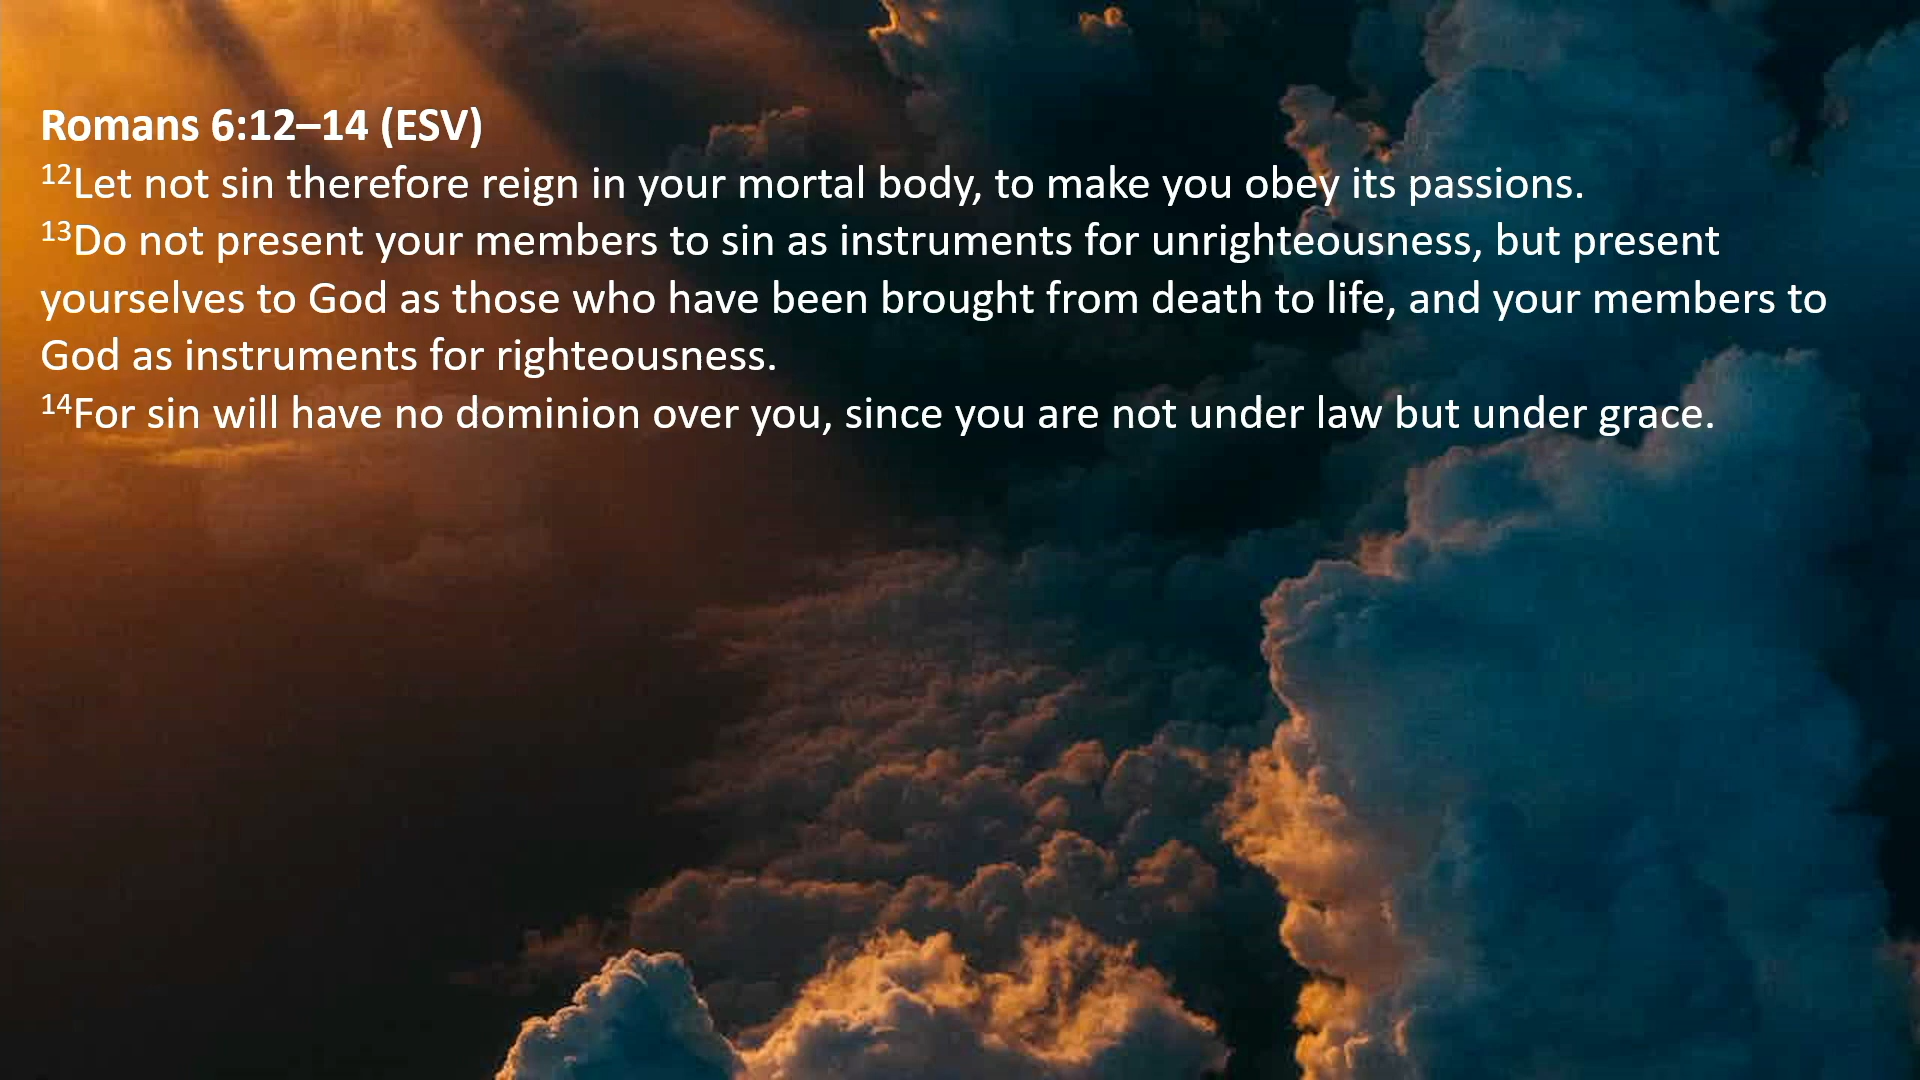 Romans 6:12–14 (ESV)
12Let not sin therefore reign in your mortal body, to make you obey its passions.
13Do not present your members to sin as instruments for unrighteousness, but present
yourselves to God as those who have been brought from death to life, and your members to
God as instruments for righteousness.
14For sin will have no dominion over you, since you are not under law but under grace.